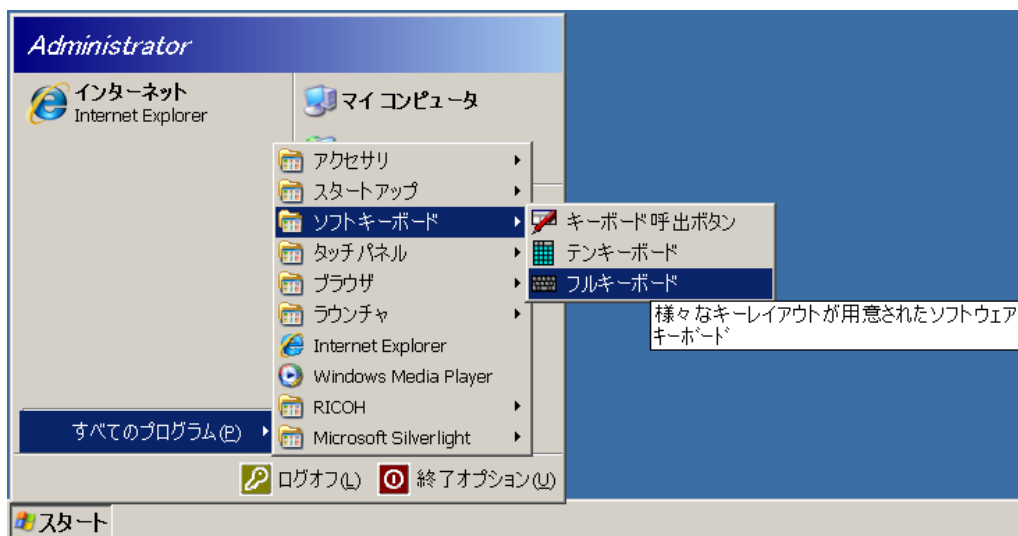 Administrator
インターネット
Internet Explorer
マイ コンピュータ
アクセサリ
スタートアップ
ソフトキーボード
タッチパネル
ブラウザ
ラウンチャ
Internet Explorer
Windows Media Player
RICOH
Microsoft Silverlight
キーボード呼出ボタン
テンキーボード
フルキーボード
様々なキーレイアウトが用意されたソフトウェア
キーボード
すべてのプログラム(P)
ログオフ(L)
終了オプション(U)
スタート